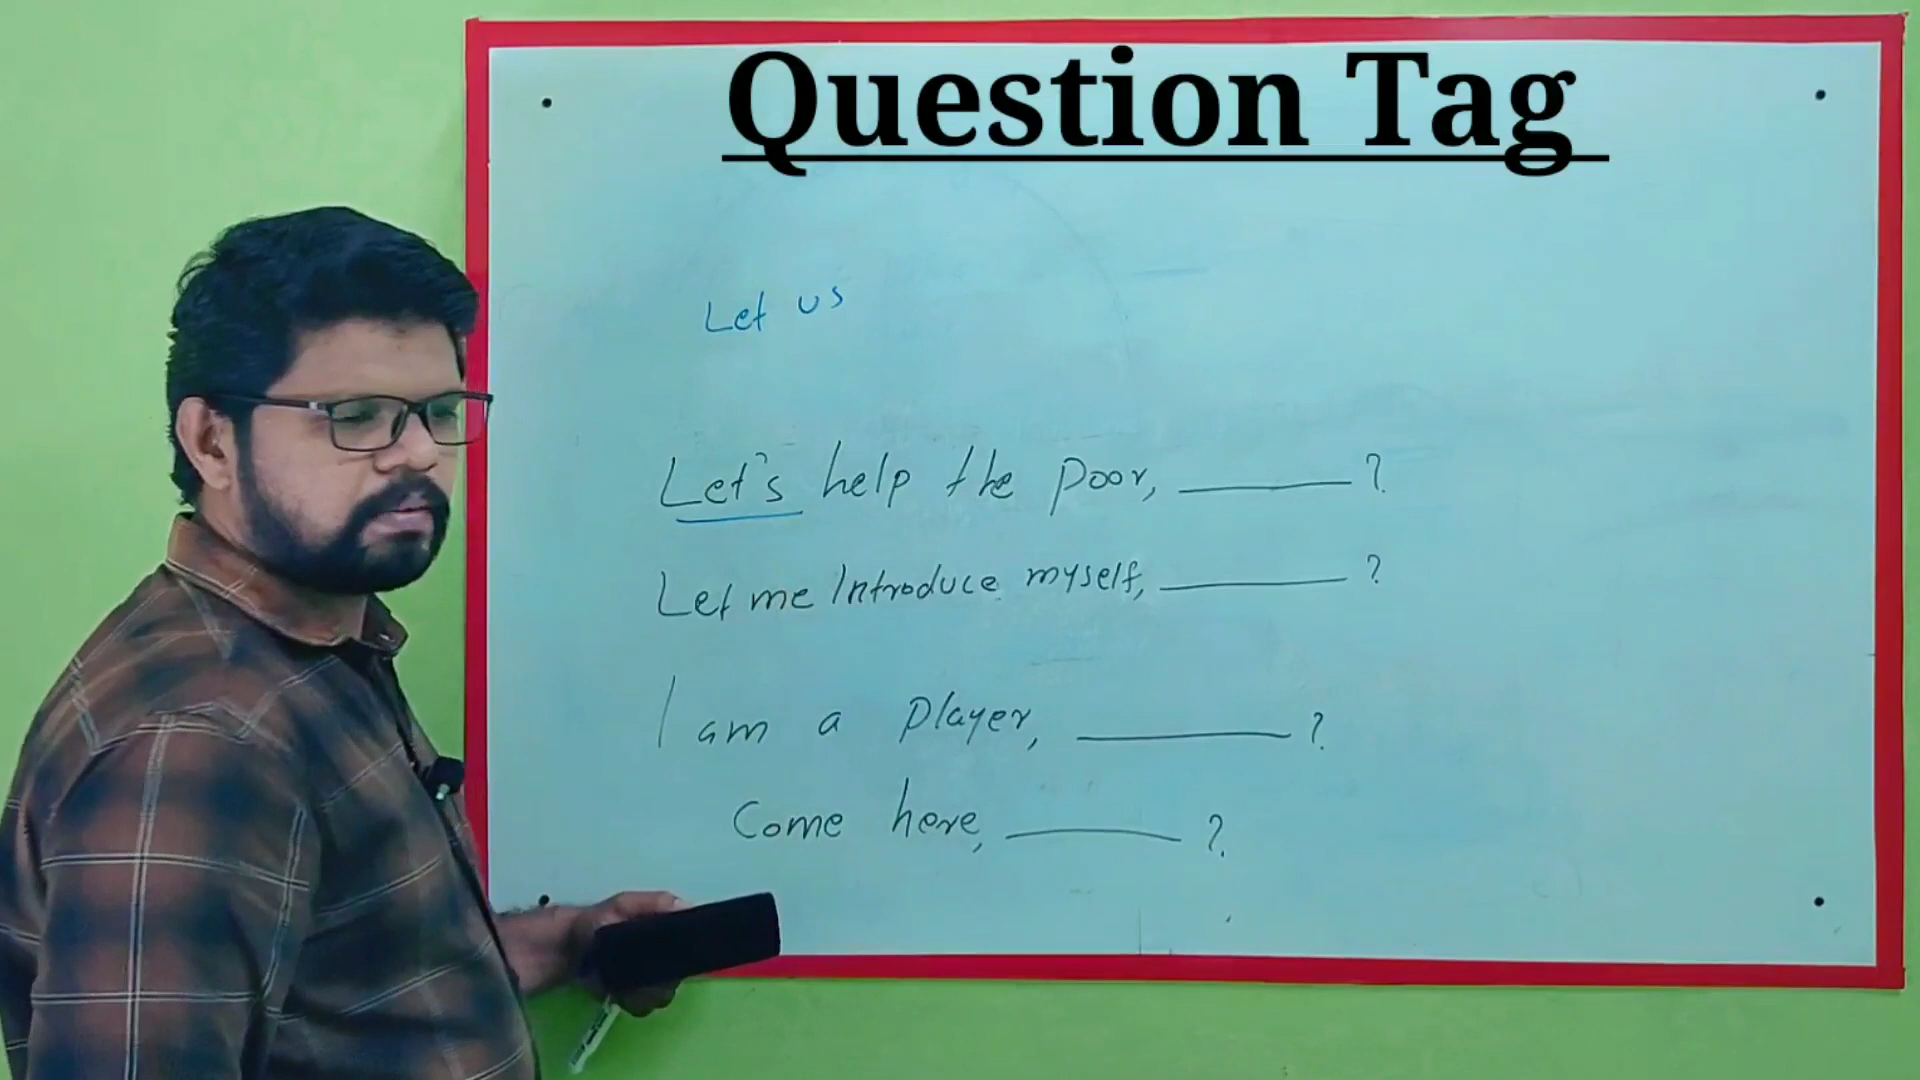 Question Tag
Let us
Let's help the poor, ______ ?
Let me Introduce myself, ______ ?
I am a player, ______ ?
Come here, ______ ?